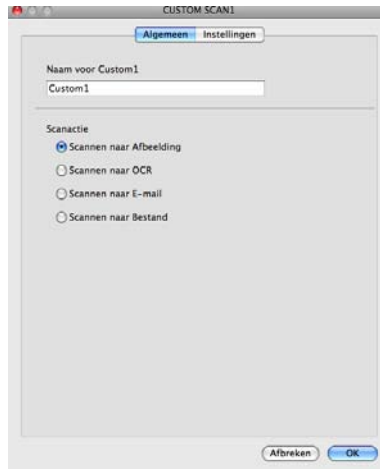 CUSTOM SCAN1
Algemeen Instellingen
Naam voor Custom1
Custom1
Scanactie
Scannen naar Afbeelding
Scannen naar OCR
Scannen naar E-mail
Scannen naar Bestand
Afbreken OK